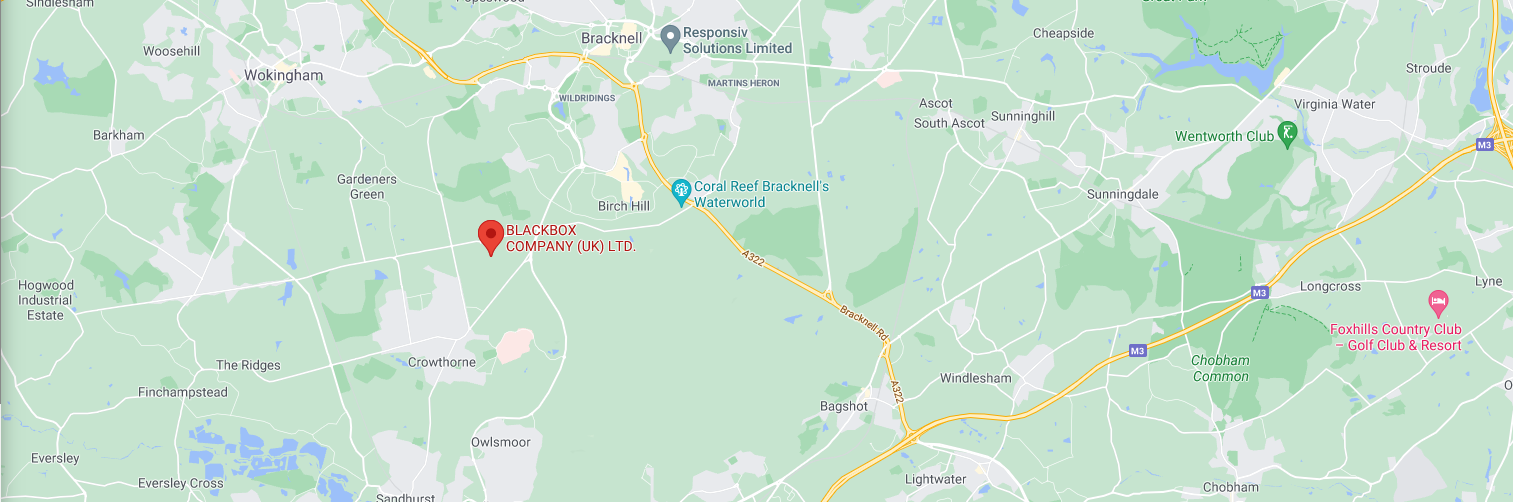 Sindlesham
Popeswood
Great Park
Woosehill
Bracknell
Responsiv
Solutions Limited
Cheapside
Wokingham
Stroude
MARTINS HERON
WILDRIDINGS
Ascot
South Ascot
Sunninghill
Virginia Water
Barkham
Wentworth Club
M3
Gardeners
Green
Coral Reef Bracknell's
Waterworld
Sunningdale
Birch Hill
BLACKBOX
COMPANY (UK) LTD.
A322
Hogwood
Industrial
Estate
M3
Longcross
Lyne
Bracknell Rd
Foxhills Country Club
– Golf Club & Resort
M3
The Ridges
Crowthorne
Chobham
Common
Windlesham
Finchampstead
A322
Bagshot
O
Owlsmoor
Eversley
Eversley Cross
Lightwater
Chobham
Sandhurst